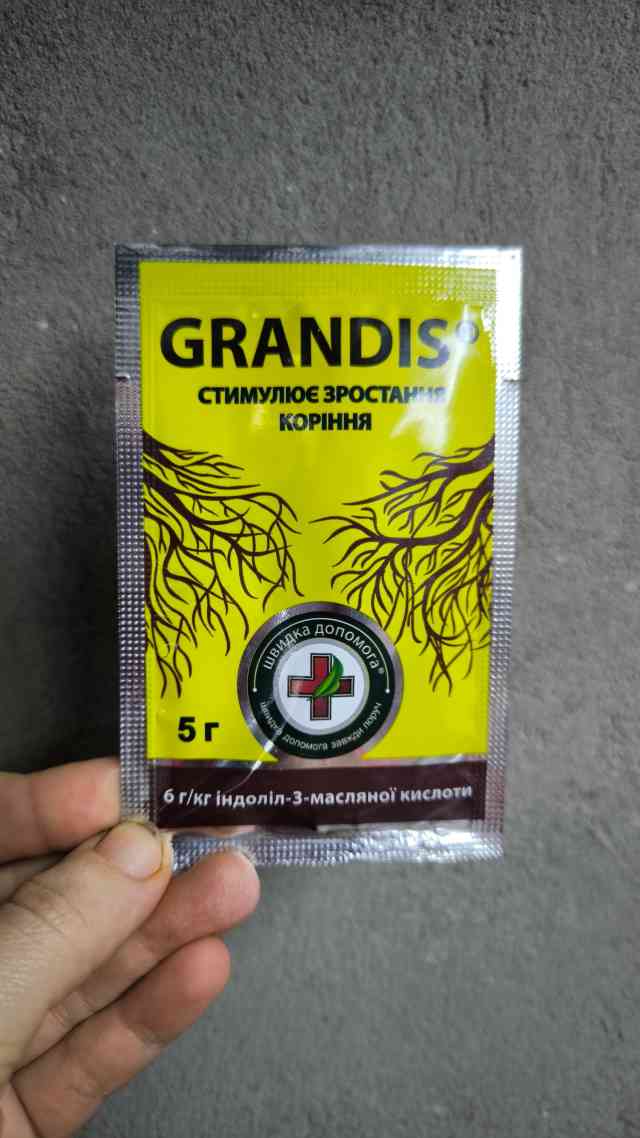 GRANDIS®
СТИМУЛЮЄ ЗРОСТАННЯ
КОРІННЯ
швидка допомога®
швидка допомога завжди поруч
5 г
6 г/кг індоліл-3-масляної кислоти